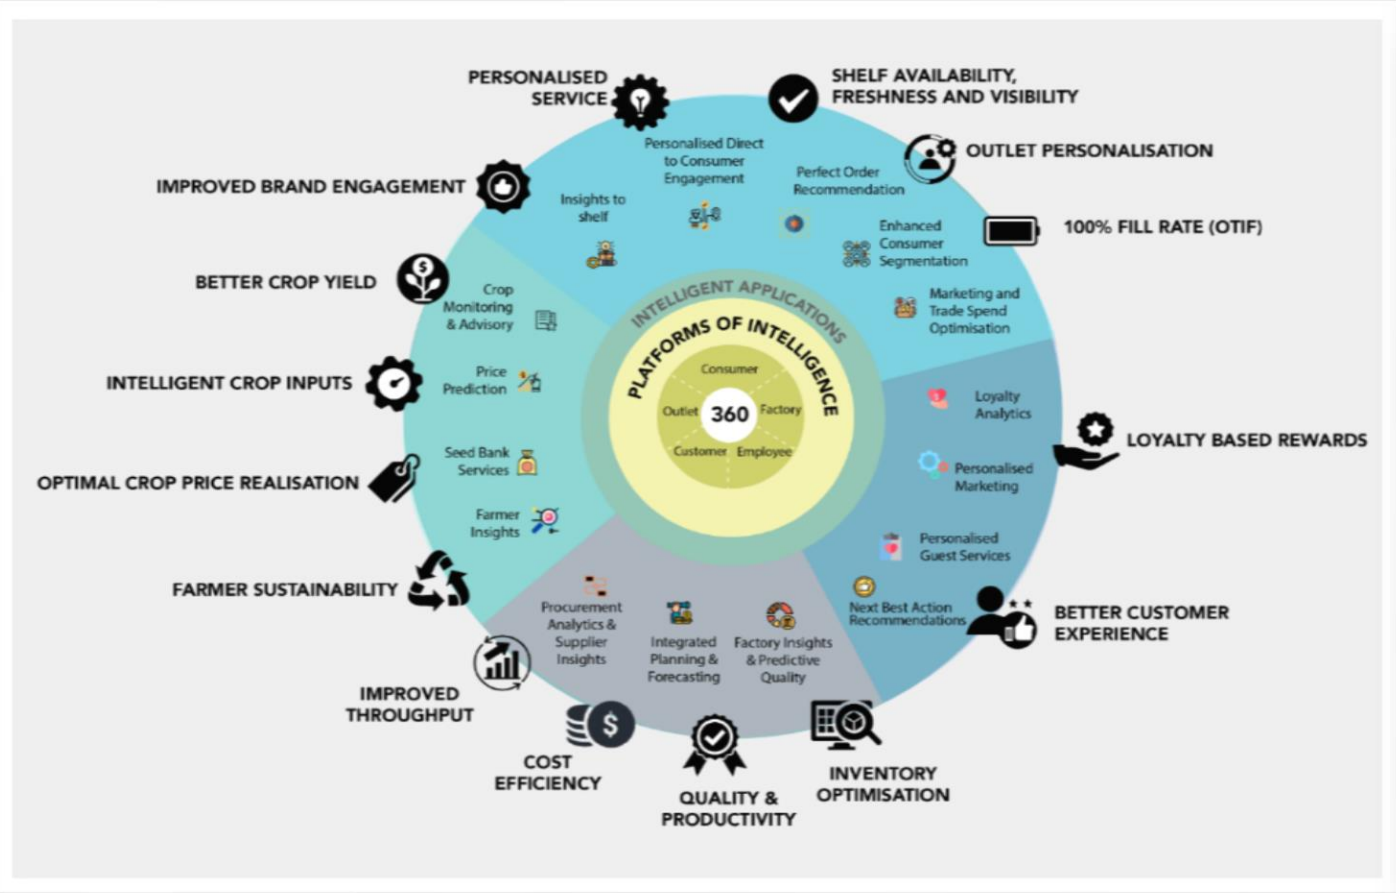 PERSONALISED
SERVICE
SHELF AVAILABILITY,
FRESHNESS AND VISIBILITY
OUTLET PERSONALISATION
100% FILL RATE (OTIF)
IMPROVED BRAND ENGAGEMENT
BETTER CROP YIELD
INTELLIGENT CROP INPUTS
OPTIMAL CROP PRICE REALISATION
FARMER SUSTAINABILITY
IMPROVED
THROUGHPUT
COST
EFFICIENCY
QUALITY &
PRODUCTIVITY
INVENTORY
OPTIMISATION
BETTER CUSTOMER
EXPERIENCE
LOYALTY BASED REWARDS
Insights to
shelf
Personalised Direct
to Consumer
Engagement
Perfect Order
Recommendation
Enhanced
Consumer
Segmentation
Marketing and
Trade Spend
Optimisation
Loyalty
Analytics
Personalised
Marketing
Personalised
Guest Services
Next Best Action
Recommendations
Factory Insights
& Predictive
Quality
Integrated
Planning &
Forecasting
Procurement
Analytics &
Supplier
Insights
Farmer
Insights
Seed Bank
Services
Price
Prediction
Crop
Monitoring
& Advisory
INTELLIGENT APPLICATIONS
PLATFORMS OF INTELLIGENCE
Consumer
Outlet
360
Factory
Customer
Employee